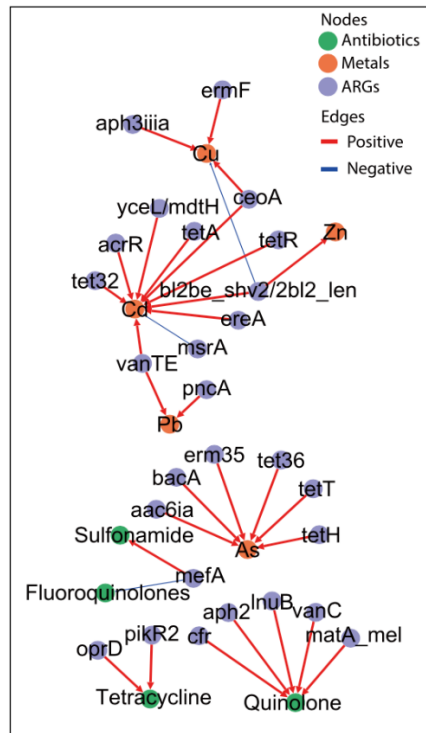 Nodes
Antibiotics
Metals
ARGs
Edges
Positive
Negative
ermF
aph3iiia
Cu
yceL/mdtH
ceoA
tetA
Zn
acrR
tetR
tet32
bl2be_shv2/2bl2_len
Cd
ereA
msrA
vanTE
pncA
Pb
erm35
tet36
bacA
tetT
aac6ia
Sulfonamide
tetH
As
mefA
Fluoroquinolones
lnuB
aph2
vanC
pikR2
cfr
matA_mel
oprD
Tetracycline
Quinolone